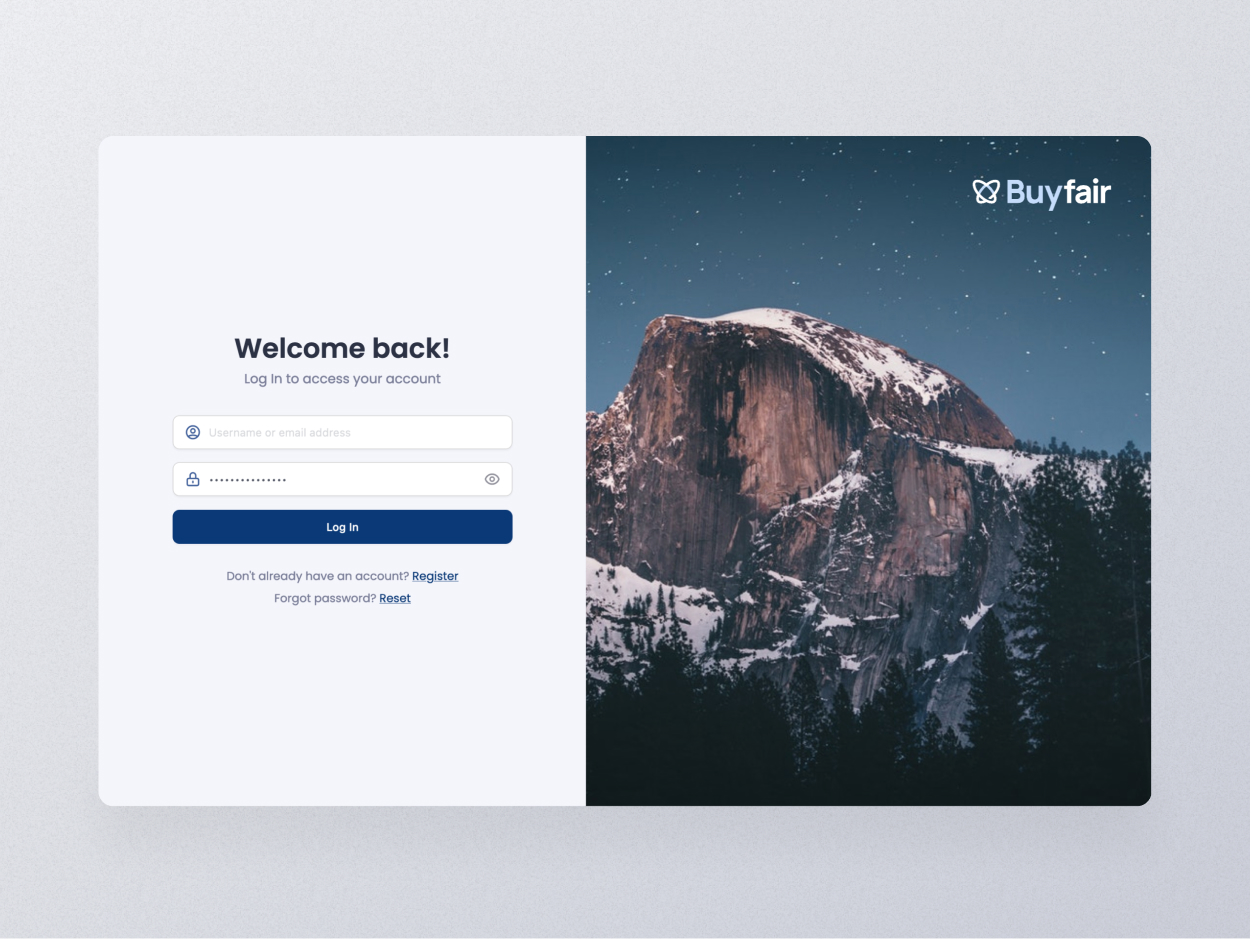 Buyfair
Welcome back!
Log In to access your account
Username or email address
•••••••••••••••
Log In
Don't already have an account? Register
Forgot password? Reset